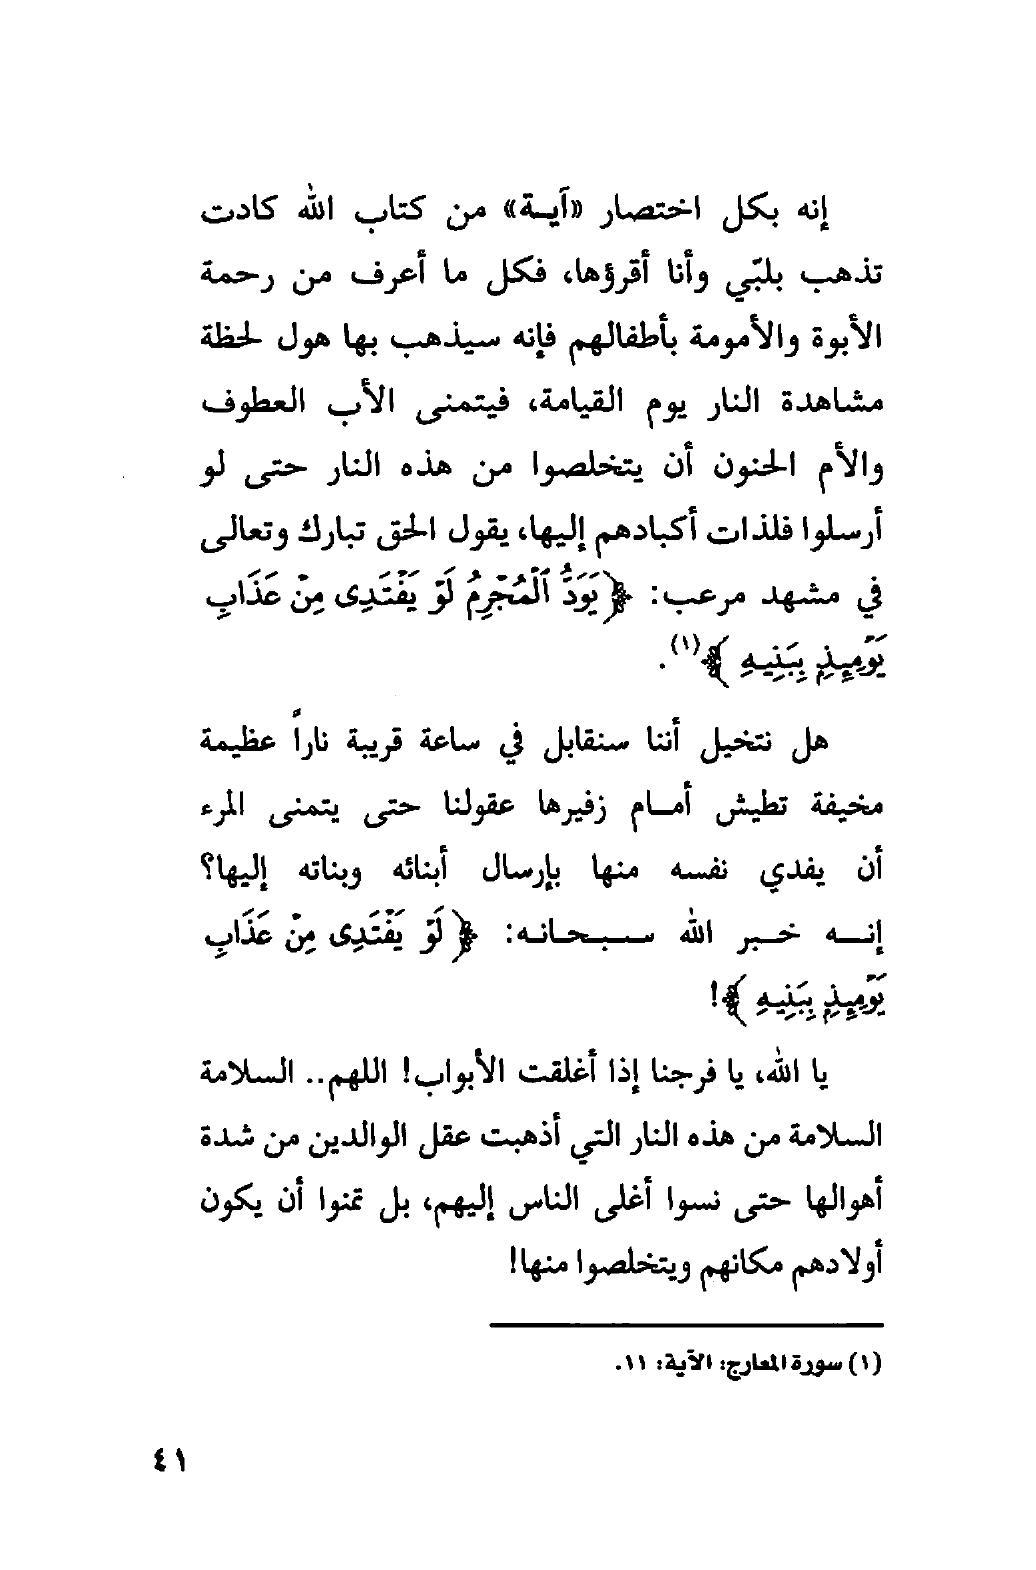 إنه بكل اختصار «آيـة» من كتاب الله كادت
تذهب بلبّي وأنا أقرؤها، فكل ما أعرف من رحمة
الأبوة والأمومة بأطفالهم فإنه سيذهب بها هول لحظة
مشاهدة النار يوم القيامة، فيتمنى الأب العطوف
والأم الحنون أن يتخلصوا من هذه النار حتى لو
أرسلوا فلذات أكبادهم إليها، يقول الحق تبارك وتعالى
في مشهد مرعب: ﴿يَوَدُّ ٱلْمُجْرِمُ لَوْ يَفْتَدِى مِنْ عَذَابِ
يَوْمِئِذٍۭ بِبَنِيهِ﴾(١).
هل نتخيل أننا سنقابل في ساعة قريبة ناراً عظيمة
مخيفة تطيش أمـام زفيرها عقولنا حتى يتمنى المرء
أن يفدي نفسه منها بإرسال أبنائه وبناته إليها؟
إنـه خـبر الله سـبـحـانـه: ﴿لَوْ يَفْتَدِى مِنْ عَذَابِ
يَوْمِئِذٍۭ بِبَنِيهِ﴾!
يا الله، يا فرجنا إذا أغلقت الأبواب! اللهم.. السلامة
السلامة من هذه النار التي أذهبت عقل الوالدين من شدة
أهوالها حتى نسوا أغلى الناس إليهم، بل تمنوا أن يكون
أولادهم مكانهم ويتخلصوا منها!
(١) سورة المعارج: الآية: ١١.
٤١